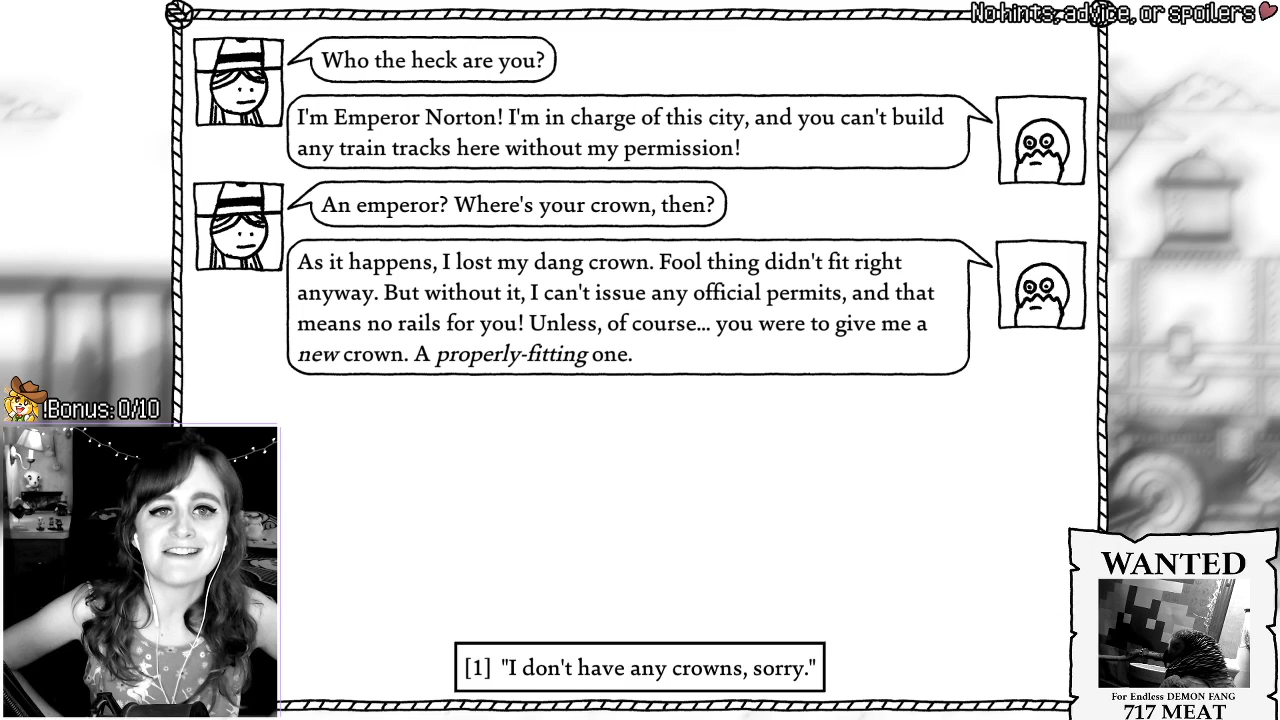 No hints, advice, or spoilers
Who the heck are you?
I'm Emperor Norton! I'm in charge of this city, and you can't build
any train tracks here without my permission!
An emperor? Where's your crown, then?
As it happens, I lost my dang crown. Fool thing didn't fit right
anyway. But without it, I can't issue any official permits, and that
means no rails for you! Unless, of course... you were to give me a
new crown. A properly-fitting one.
!Bonus: 0/10
[1] "I don't have any crowns, sorry."
WANTED
For Endless DEMON FANG
717 MEAT